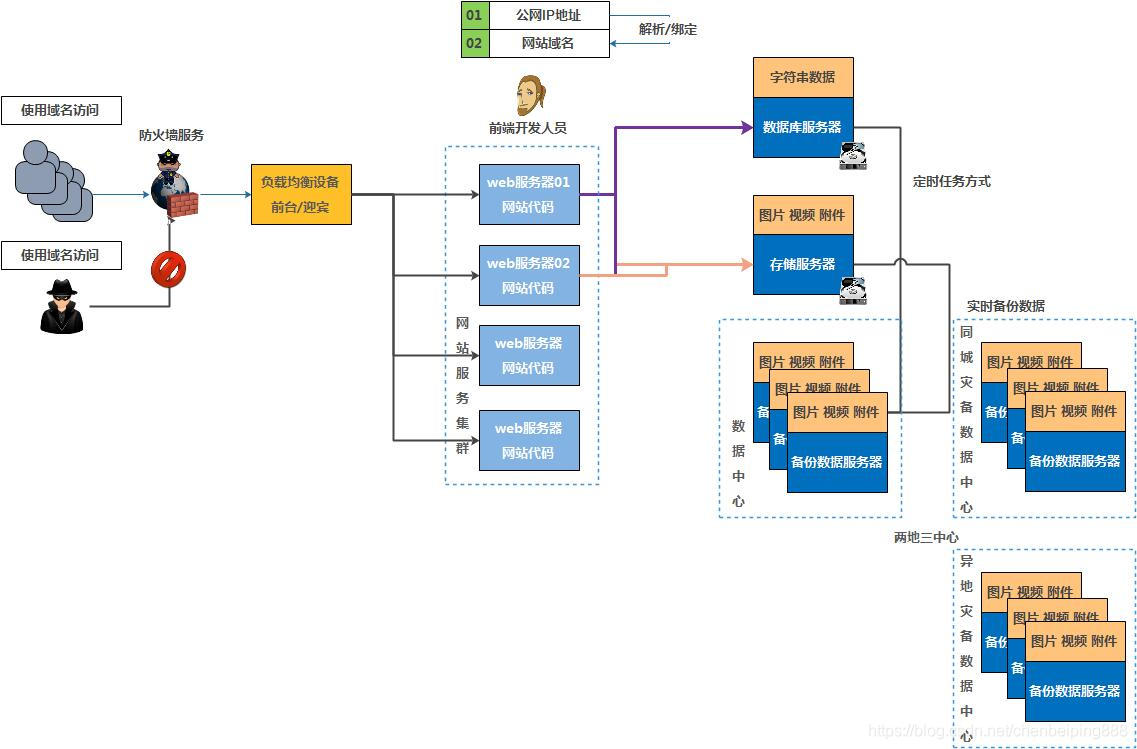 01 公网IP地址
02 网站域名
解析/绑定
使用域名访问
防火墙服务
使用域名访问
负载均衡设备
前台/迎宾
前端开发人员
web服务器01
网站代码
web服务器02
网站代码
web服务器
网站代码
web服务器
网站代码
网站服务集群
字符串数据
数据库服务器
定时任务方式
图片 视频 附件
存储服务器
实时备份数据
数据中心
图片 视频 附件
备
图片 视频 附件
备
图片 视频 附件
备份数据服务器
同城灾备数据中心
图片 视频 附件
备份
图片 视频 附件
备
图片 视频 附件
备份数据服务器
两地三中心
异地灾备数据中心
图片 视频 附件
备份
图片 视频 附件
备
图片 视频 附件
备份数据服务器
https://blog.csdn.net/chenbeiping888